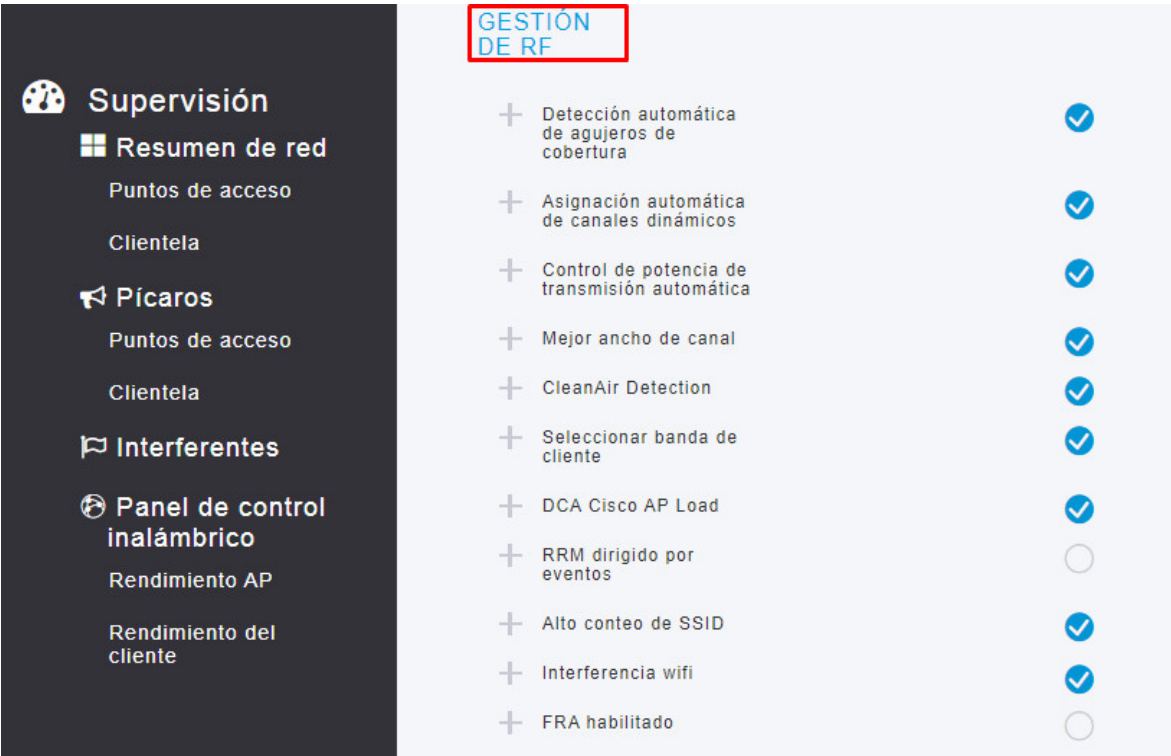 Supervisión
Resumen de red
Puntos de acceso
Clientela
Pícaros
Puntos de acceso
Clientela
Interferentes
Panel de control
inalámbrico
Rendimiento AP
Rendimiento del
cliente
GESTIÓN
DE RF
Detección automática
de agujeros de
cobertura
Asignación automática
de canales dinámicos
Control de potencia de
transmisión automática
Mejor ancho de canal
CleanAir Detection
Seleccionar banda de
cliente
DCA Cisco AP Load
RRM dirigido por
eventos
Alto conteo de SSID
Interferencia wifi
FRA habilitado